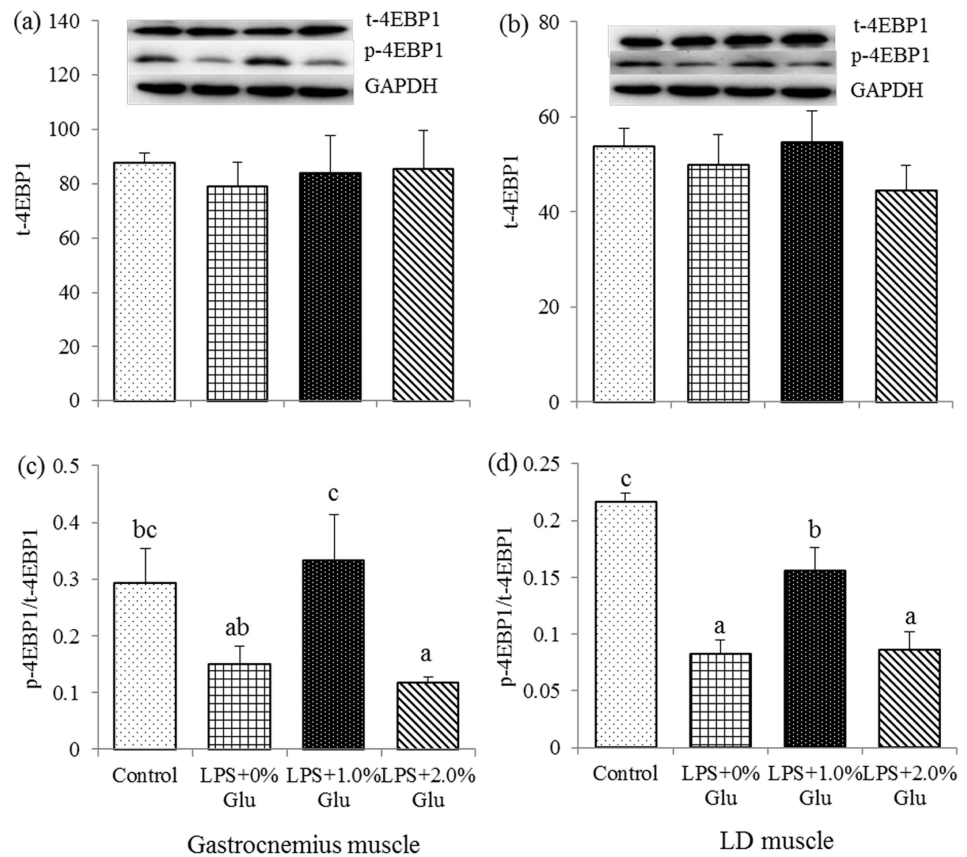 (a)
140
120
100
80
60
40
20
0
t-4EBP1
t-4EBP1
p-4EBP1
GAPDH
(b)
80
70
60
40
20
0
t-4EBP1
t-4EBP1
p-4EBP1
GAPDH
(c)
0.5
0.4
0.3
0.2
0.1
0
p-4EBP1/t-4EBP1
bc
ab
c
a
Control
LPS+0%
Glu
LPS+1.0%
Glu
LPS+2.0%
Glu
Gastrocnemius muscle
(d)
0.25
0.2
0.15
0.1
0.05
0
p-4EBP1/t-4EBP1
c
a
b
a
Control
LPS+0%
Glu
LPS+1.0%
Glu
LPS+2.0%
Glu
LD muscle